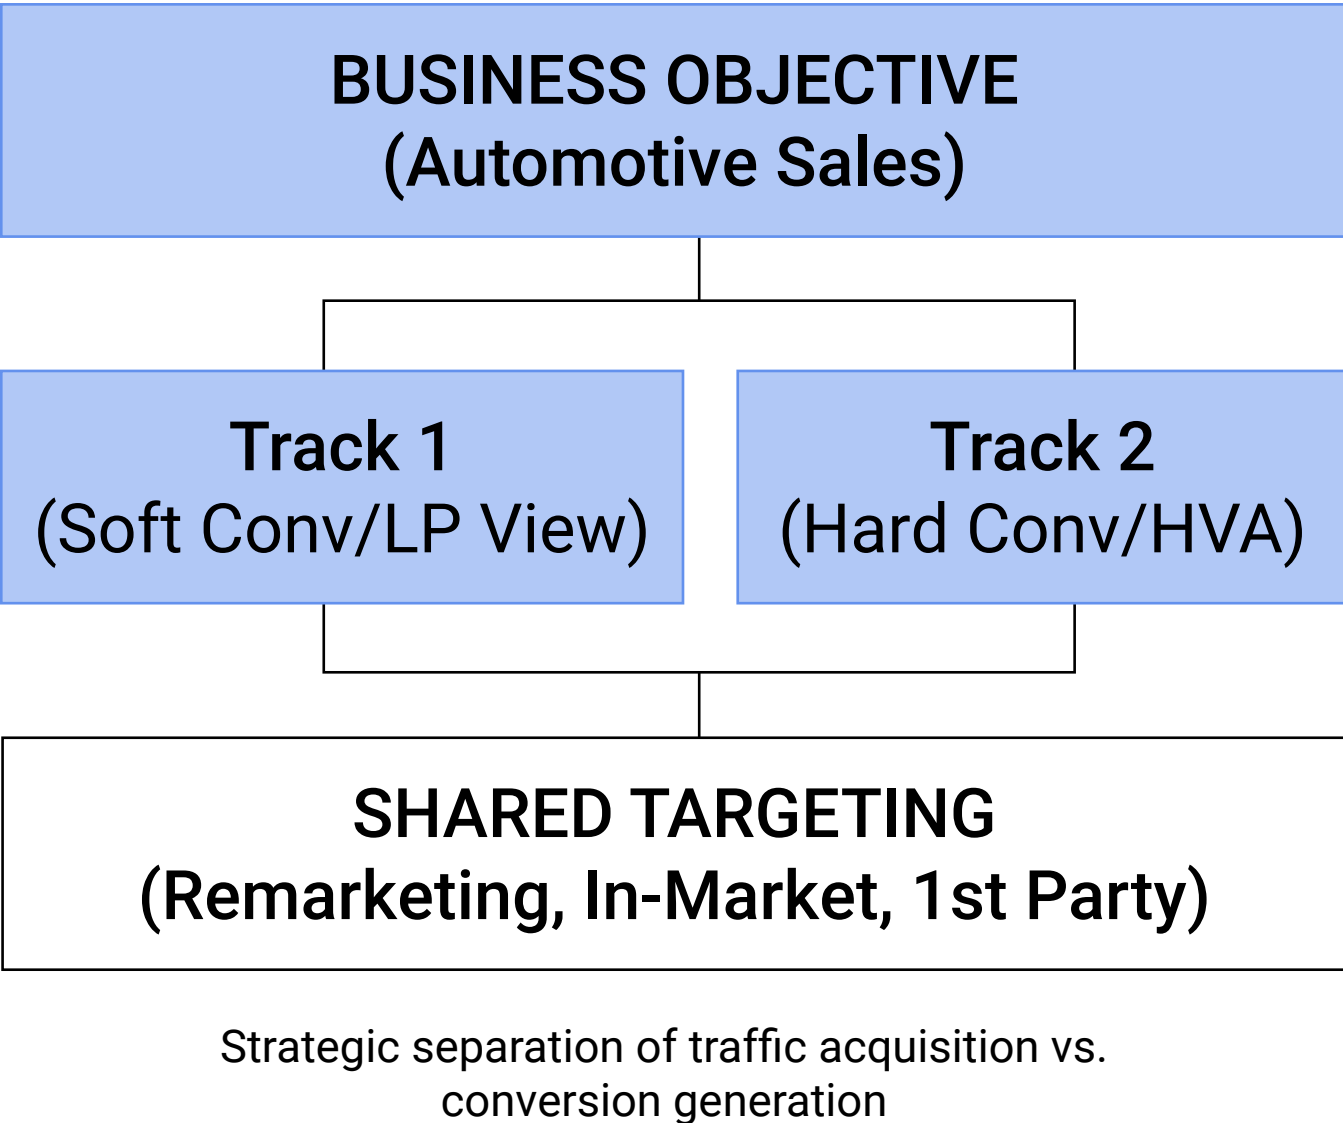 BUSINESS OBJECTIVE
(Automotive Sales)
Track 1
(Soft Conv/LP View)
Track 2
(Hard Conv/HVA)
SHARED TARGETING
(Remarketing, In-Market, 1st Party)
Strategic separation of traffic acquisition vs.
conversion generation